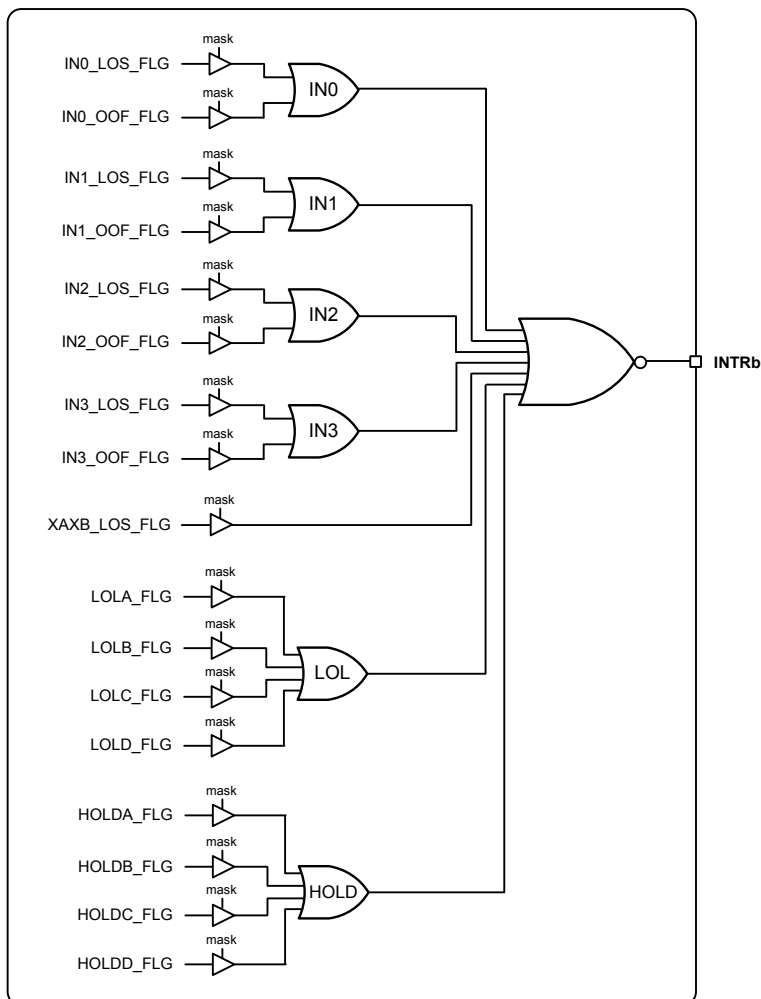 mask
IN0_LOS_FLG
mask
IN0_OOF_FLG
IN0
mask
IN1_LOS_FLG
mask
IN1_OOF_FLG
IN1
mask
IN2_LOS_FLG
mask
IN2_OOF_FLG
IN2
mask
IN3_LOS_FLG
mask
IN3_OOF_FLG
IN3
mask
XAXB_LOS_FLG
mask
LOLA_FLG
mask
LOLB_FLG
mask
LOLC_FLG
mask
LOLD_FLG
LOL
mask
HOLDA_FLG
mask
HOLDB_FLG
mask
HOLDC_FLG
mask
HOLDD_FLG
HOLD
INTRb